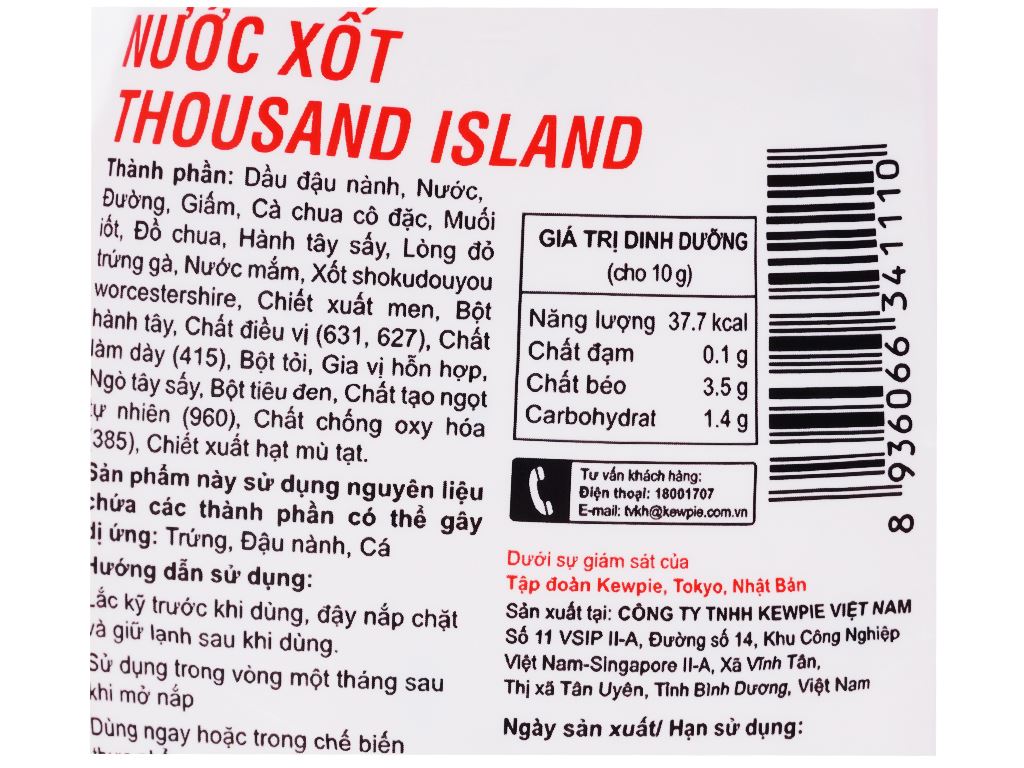 NƯỚC XỐT
THOUSAND ISLAND
Thành phần: Dầu đậu nành, Nước,
Đường, Giấm, Cà chua cô đặc, Muối
iốt, Đồ chua, Hành tây sấy, Lòng đỏ
trứng gà, Nước mắm, Xốt shokudouyou
worcestershire, Chiết xuất men, Bột
hành tây, Chất điều vị (631, 627), Chất
làm dày (415), Bột tỏi, Gia vị hỗn hợp,
Ngò tây sấy, Bột tiêu đen, Chất tạo ngọt
tự nhiên (960), Chất chống oxy hóa
(385), Chiết xuất hạt mù tạt.
Sản phẩm này sử dụng nguyên liệu
chứa các thành phần có thể gây
dị ứng: Trứng, Đậu nành, Cá
Hướng dẫn sử dụng:
Lắc kỹ trước khi dùng, đậy nắp chặt
và giữ lạnh sau khi dùng.
Sử dụng trong vòng một tháng sau
khi mở nắp
Dùng ngay hoặc trong chế biến
GIÁ TRỊ DINH DƯỠNG
(cho 10 g)
Năng lượng 37.7 kcal
Chất đạm 0.1 g
Chất béo 3.5 g
Carbohydrat 1.4 g
Tư vấn khách hàng:
Điện thoại: 18001707
E-mail: tvkh@kewpie.com.vn
Dưới sự giám sát của
Tập đoàn Kewpie, Tokyo, Nhật Bản
Sản xuất tại: CÔNG TY TNHH KEWPIE VIỆT NAM
Số 11 VSIP II-A, Đường số 14, Khu Công Nghiệp
Việt Nam-Singapore II-A, Xã Vĩnh Tân,
Thị xã Tân Uyên, Tỉnh Bình Dương, Việt Nam
Ngày sản xuất/ Hạn sử dụng:
8 936066 341110